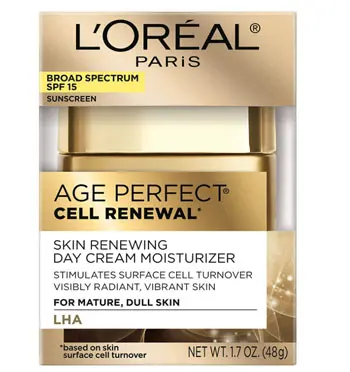 L'ORÉAL®
PARIS
BROAD SPECTRUM
SPF 15
SUNSCREEN
AGE PERFECT®
CELL RENEWAL*
SKIN RENEWING
DAY CREAM MOISTURIZER
STIMULATES SURFACE CELL TURNOVER
VISIBLY RADIANT, VIBRANT SKIN
FOR MATURE, DULL SKIN
LHA
*based on skin
surface cell turnover
NET WT. 1.7 OZ. (48g)